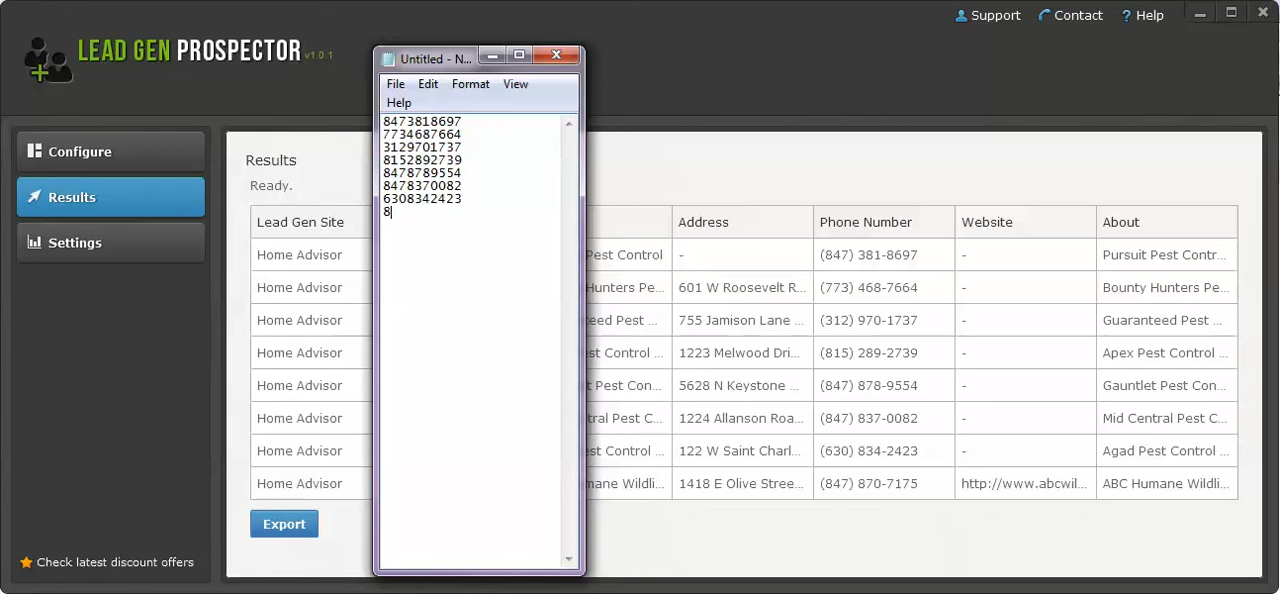 Support Contact Help
LEAD GEN PROSPECTOR v1.0.1
Configure
Results
Settings
Check latest discount offers
Untitled - N...
File Edit Format View
Help
8473818697
7734687664
3129701737
8152892739
8478789554
8478370082
6308342423
8
Results
Ready.
Lead Gen Site Address Phone Number Website About
Home Advisor Pest Control - (847) 381-8697 - Pursuit Pest Contr...
Home Advisor Hunters Pe... 601 W Roosevelt R... (773) 468-7664 - Bounty Hunters Pe...
Home Advisor Pest ... 755 Jamison Lane ... (312) 970-1737 - Guaranteed Pest ...
Home Advisor Control ... 1223 Melwood Dri... (815) 289-2739 - Apex Pest Control ...
Home Advisor Pest Con... 5628 N Keystone ... (847) 878-9554 - Gauntlet Pest Con...
Home Advisor Pest C... 1224 Allanson Roa... (847) 837-0082 - Mid Central Pest C...
Home Advisor Control ... 122 W Saint Charl... (630) 834-2423 - Agad Pest Control ...
Home Advisor Wildli... 1418 E Olive Stree... (847) 870-7175 http://www.abcwil... ABC Humane Wildli...
Export